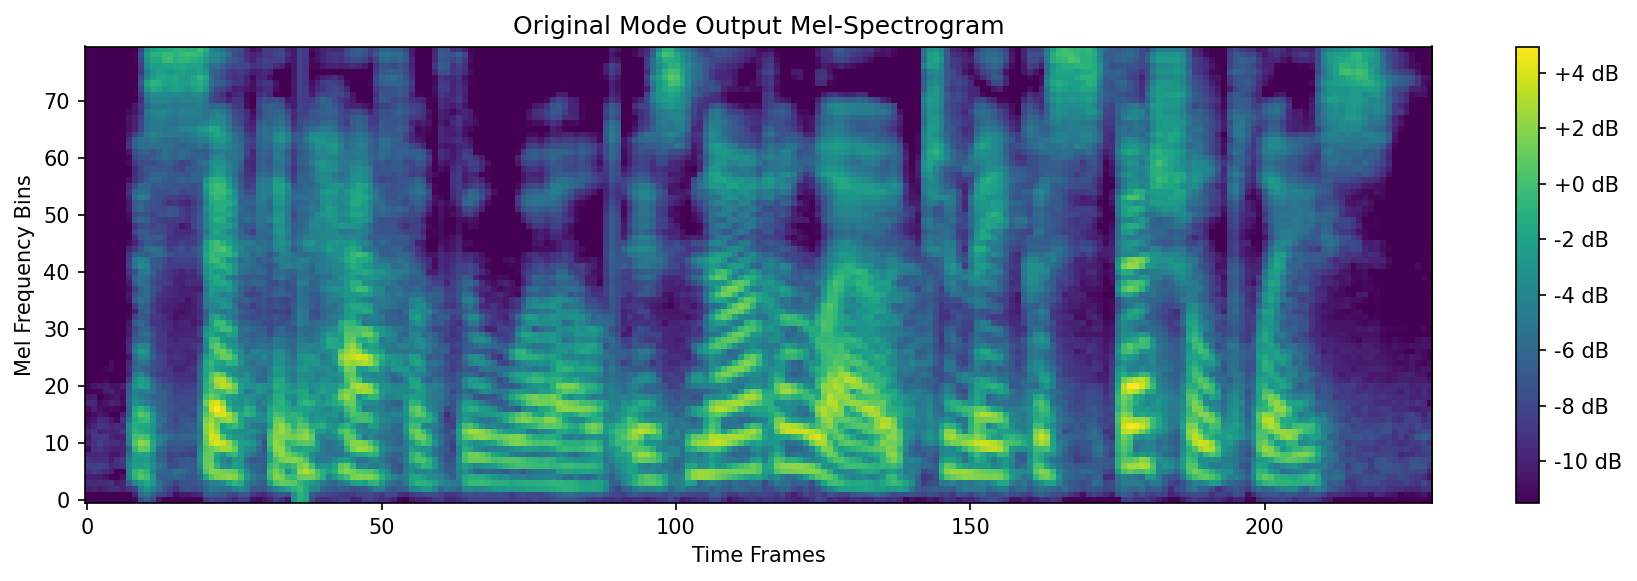 Original Mode Output Mel-Spectrogram
Mel Frequency Bins
70
60
50
40
30
20
10
0
0 50 100 150 200
Time Frames
+4 dB
+2 dB
+0 dB
-2 dB
-4 dB
-6 dB
-8 dB
-10 dB